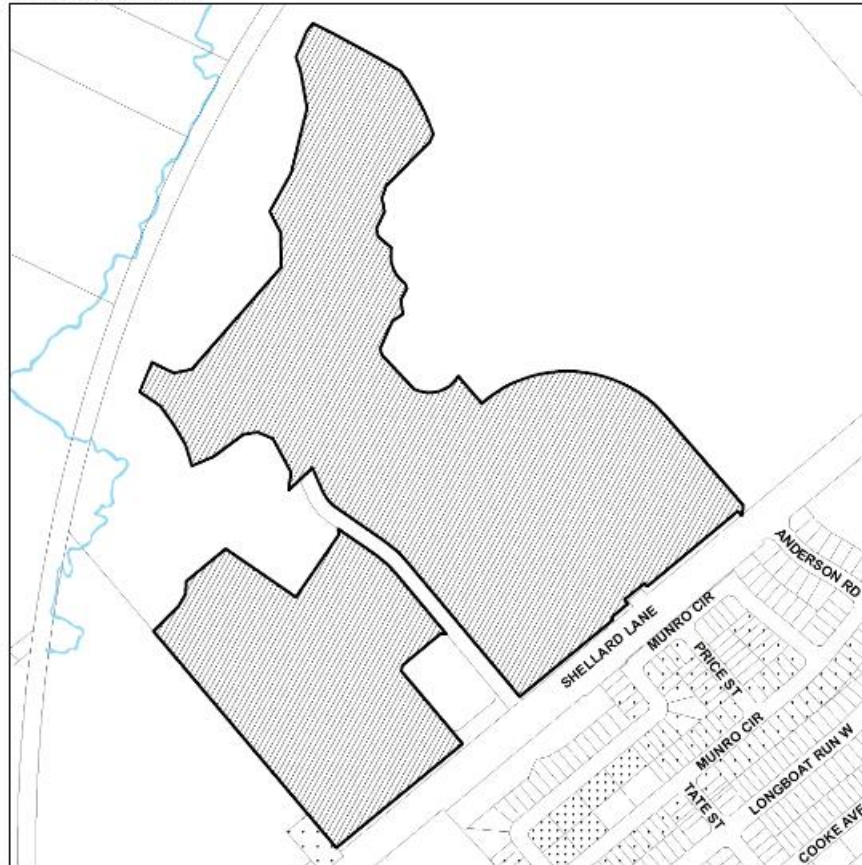 ANDERSON RD
SHELLARD LANE
MUNRO CIR
PRICE ST
MUNRO CIR
LONGBOAT RUN W
TATE ST
COOKE AVE